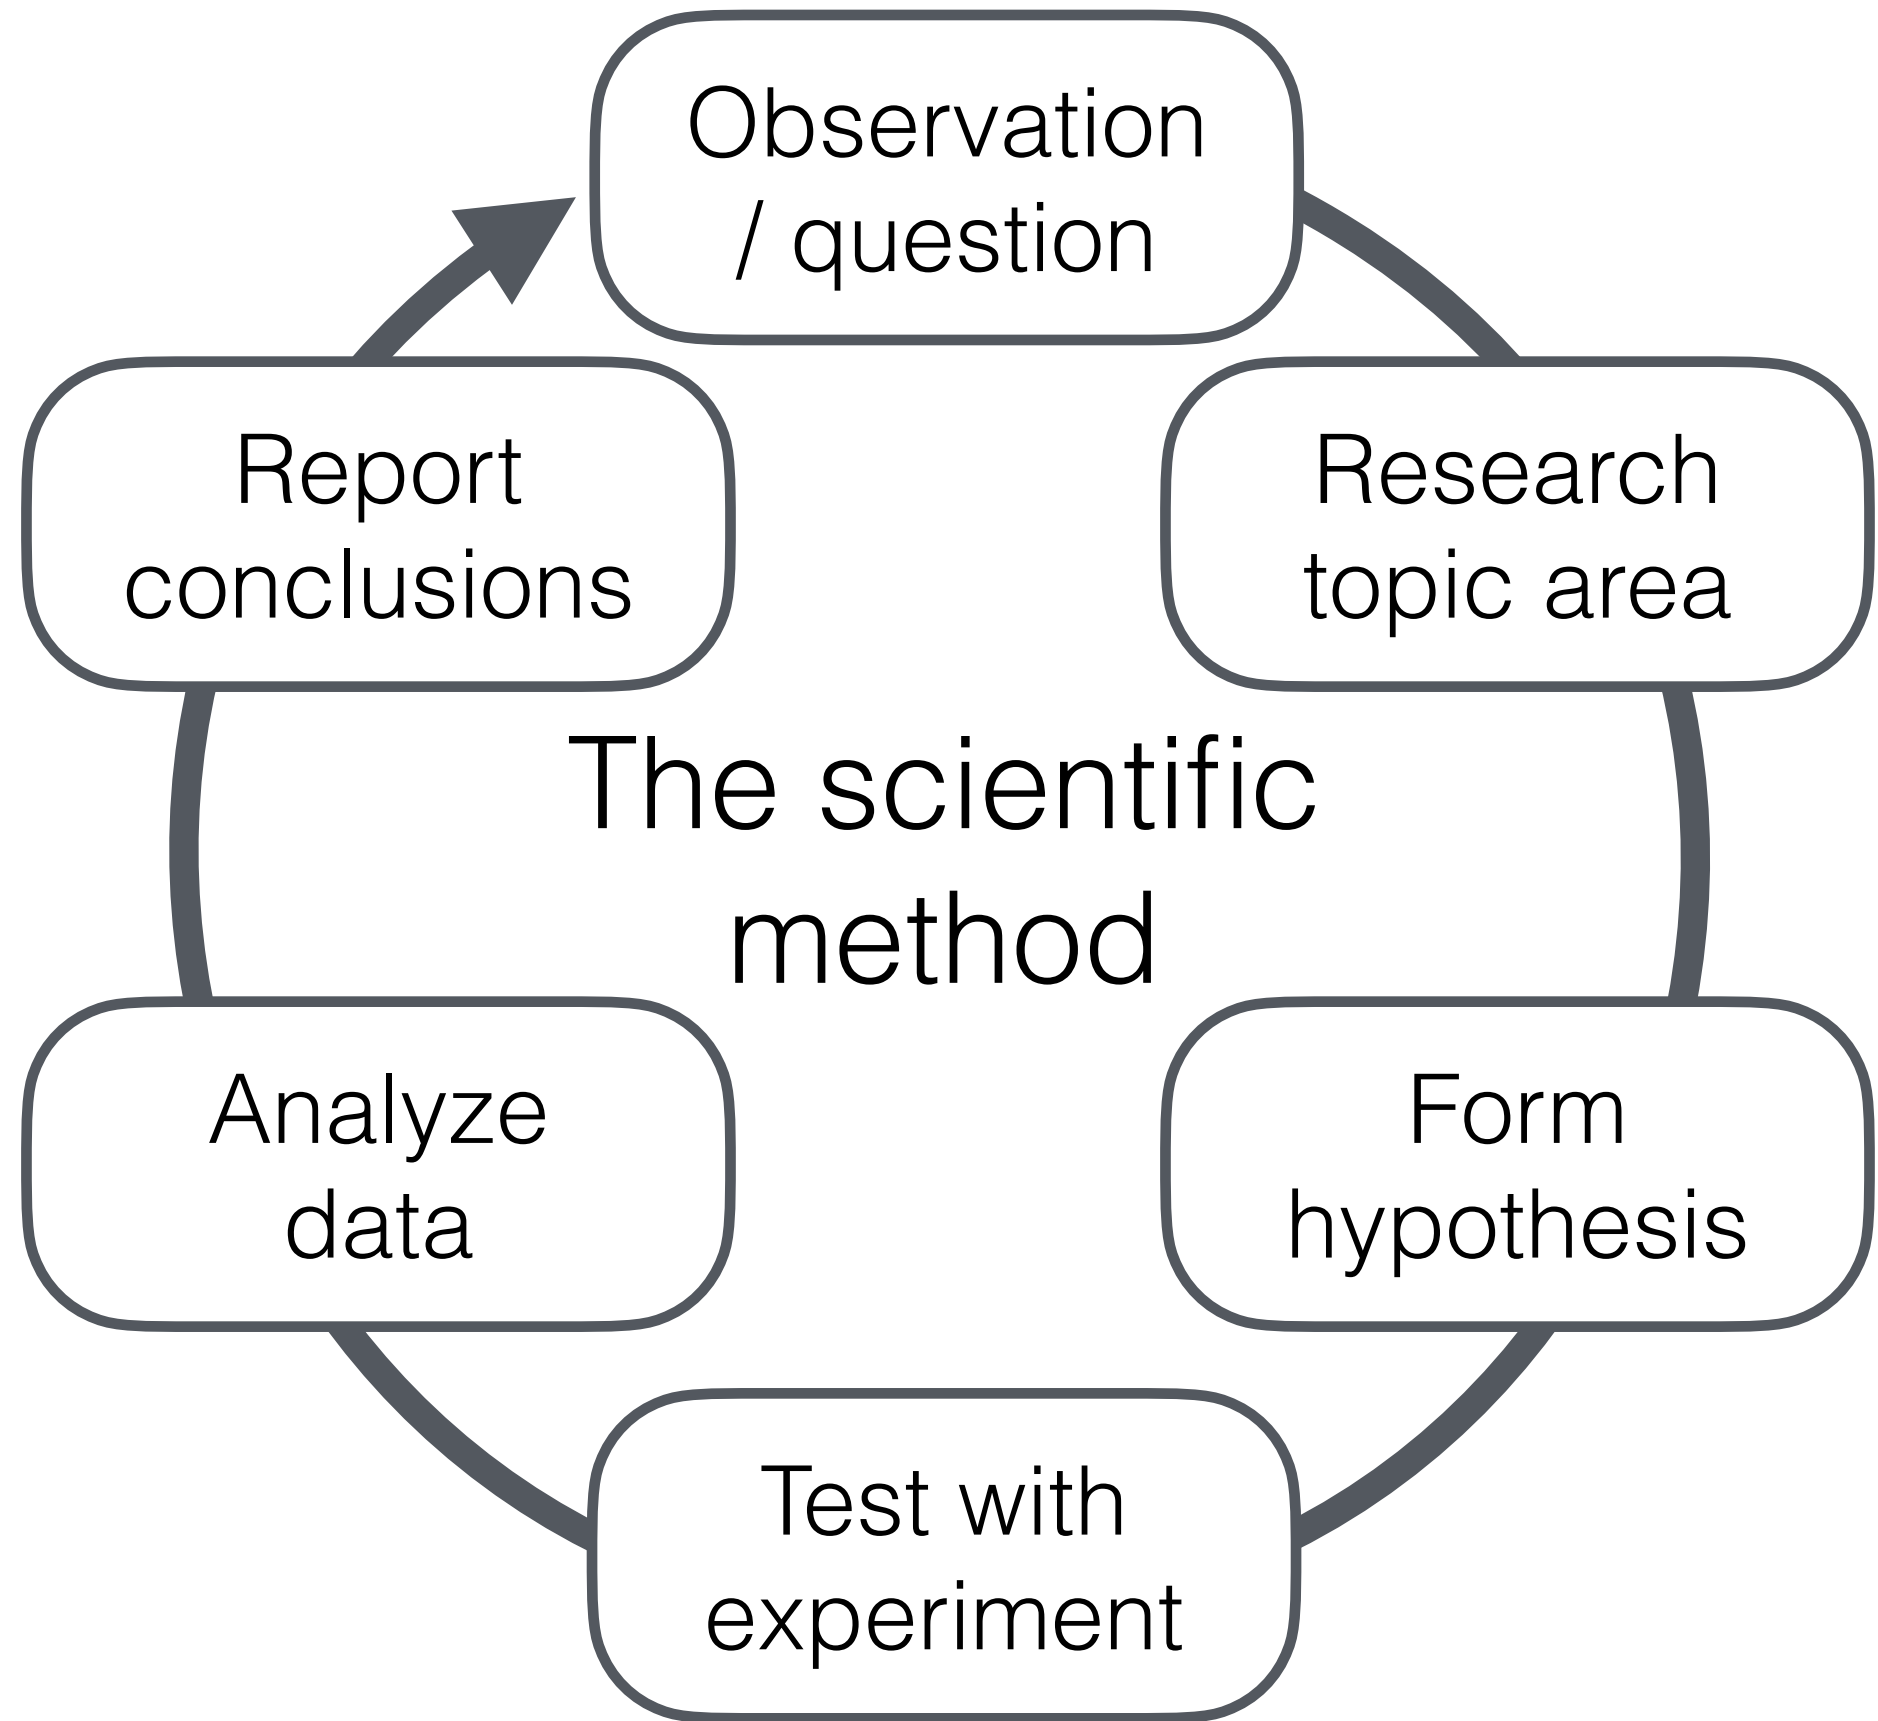 Observation
/ question
Research
topic area
Form
hypothesis
Test with
experiment
Analyze
data
Report
conclusions
The scientific
method